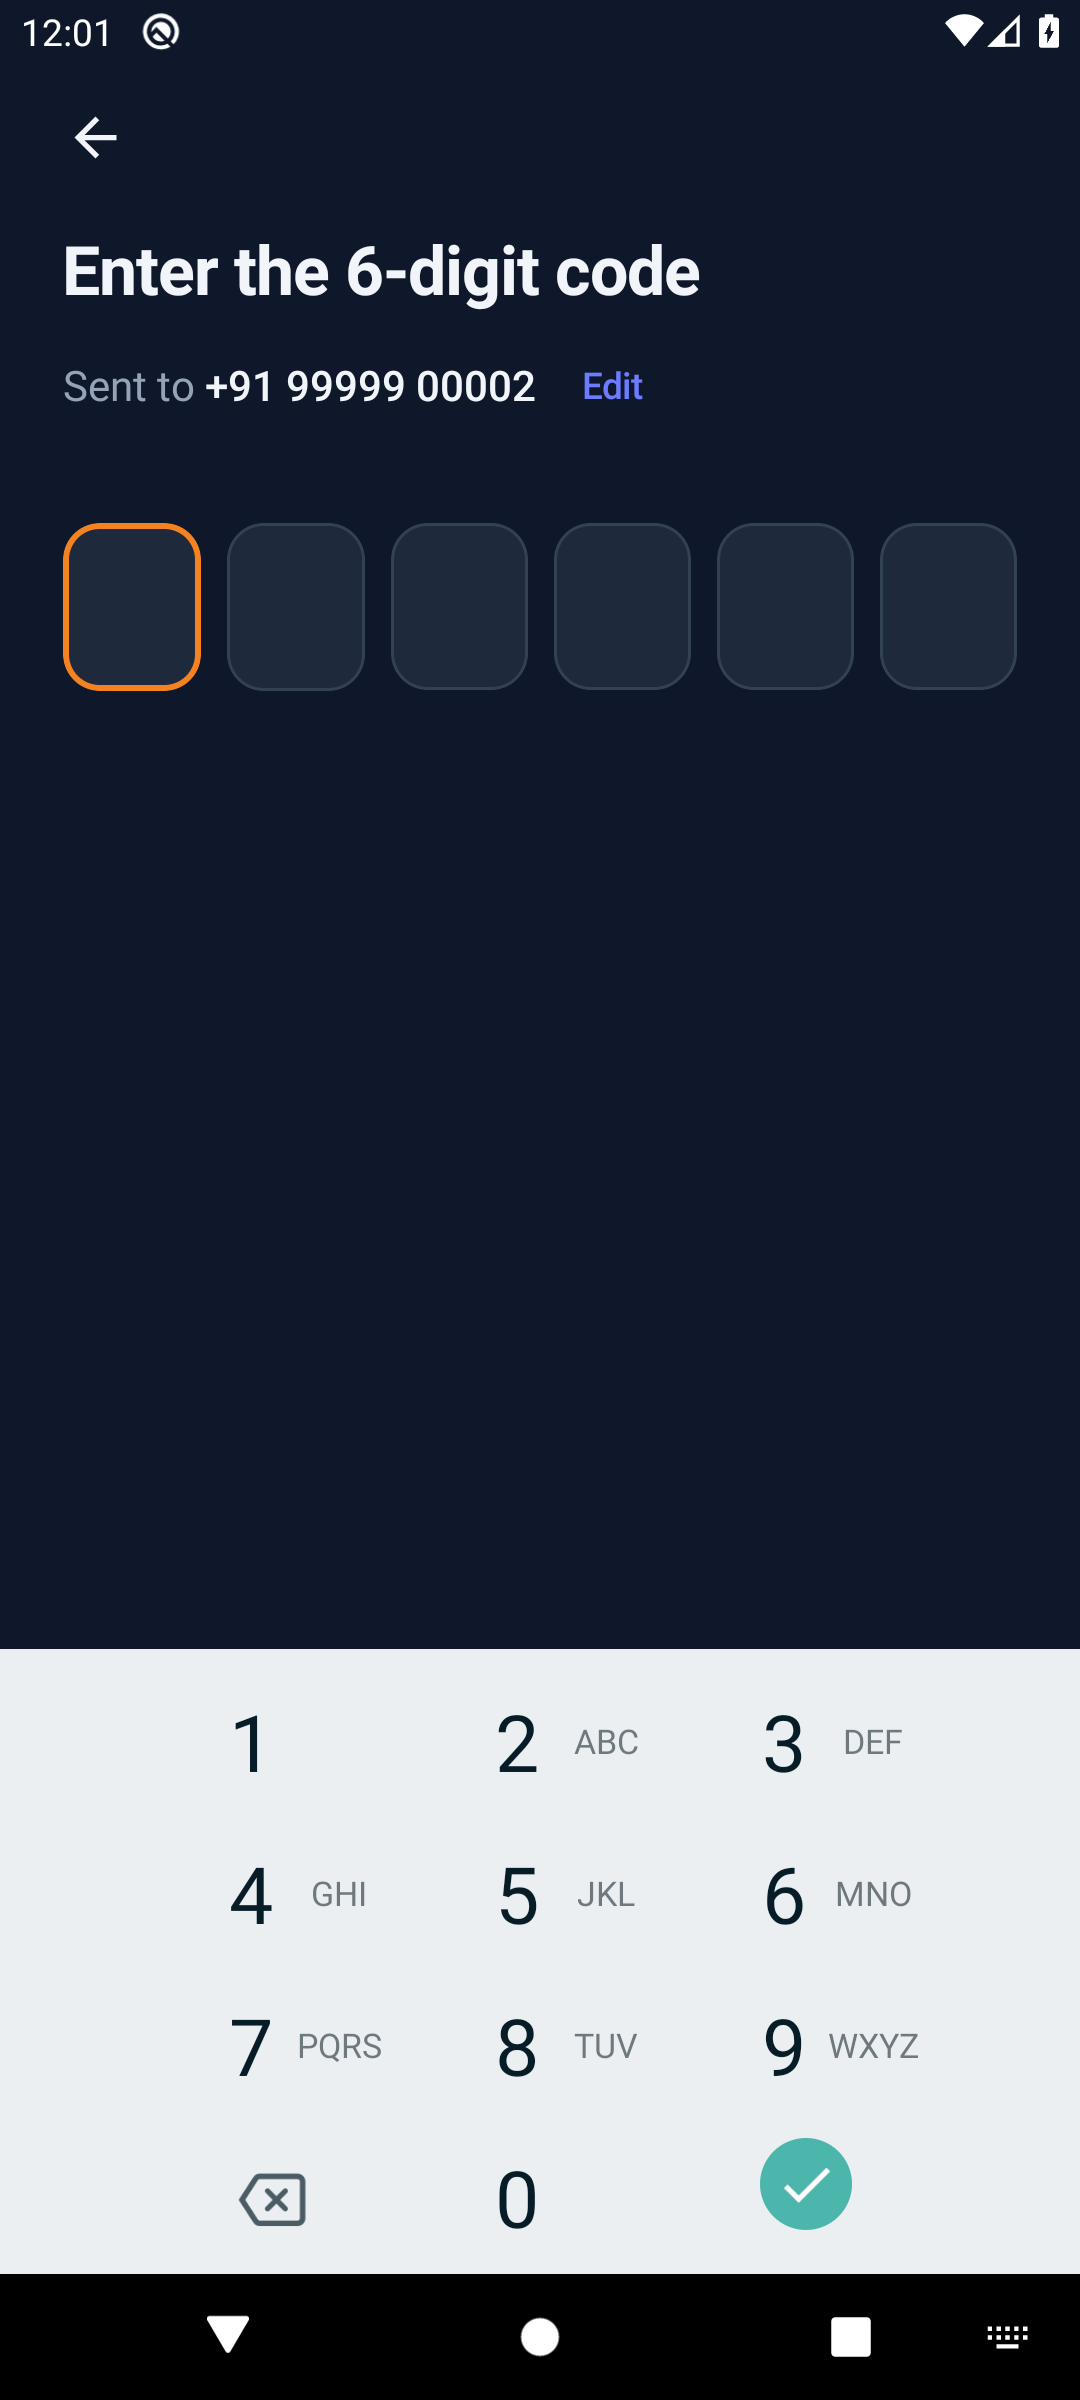 12:01
Enter the 6-digit code
Sent to +91 99999 00002 Edit
1 2 ABC 3 DEF
4 GHI 5 JKL 6 MNO
7 PQRS 8 TUV 9 WXYZ
0